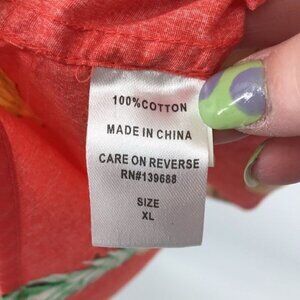 100%COTTON
MADE IN CHINA
CARE ON REVERSE
RN#139688
SIZE
XL